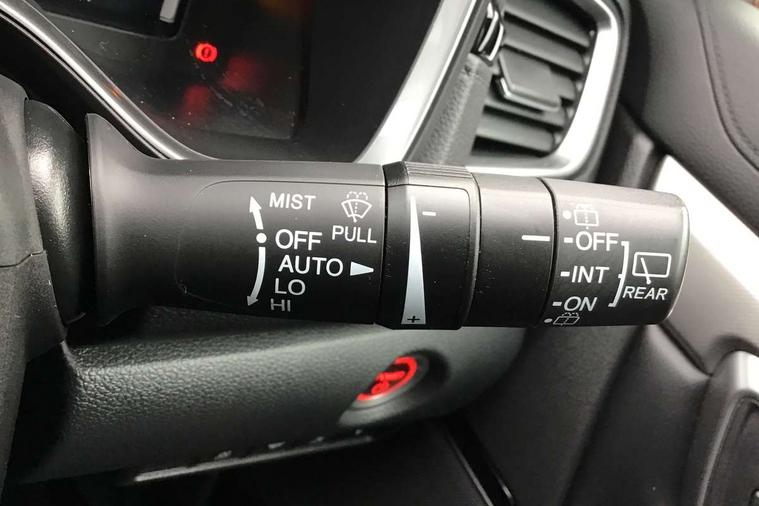 MIST
PULL
OFF
AUTO
LO
HI
-
+
-OFF
-INT
-ON
REAR